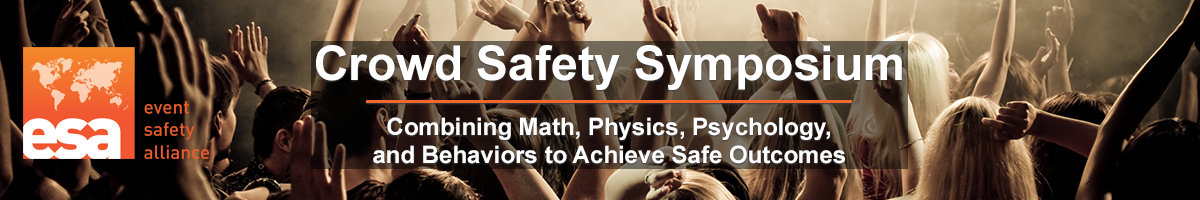 esa
event
safety
alliance
Crowd Safety Symposium
Combining Math, Physics, Psychology,
and Behaviors to Achieve Safe Outcomes